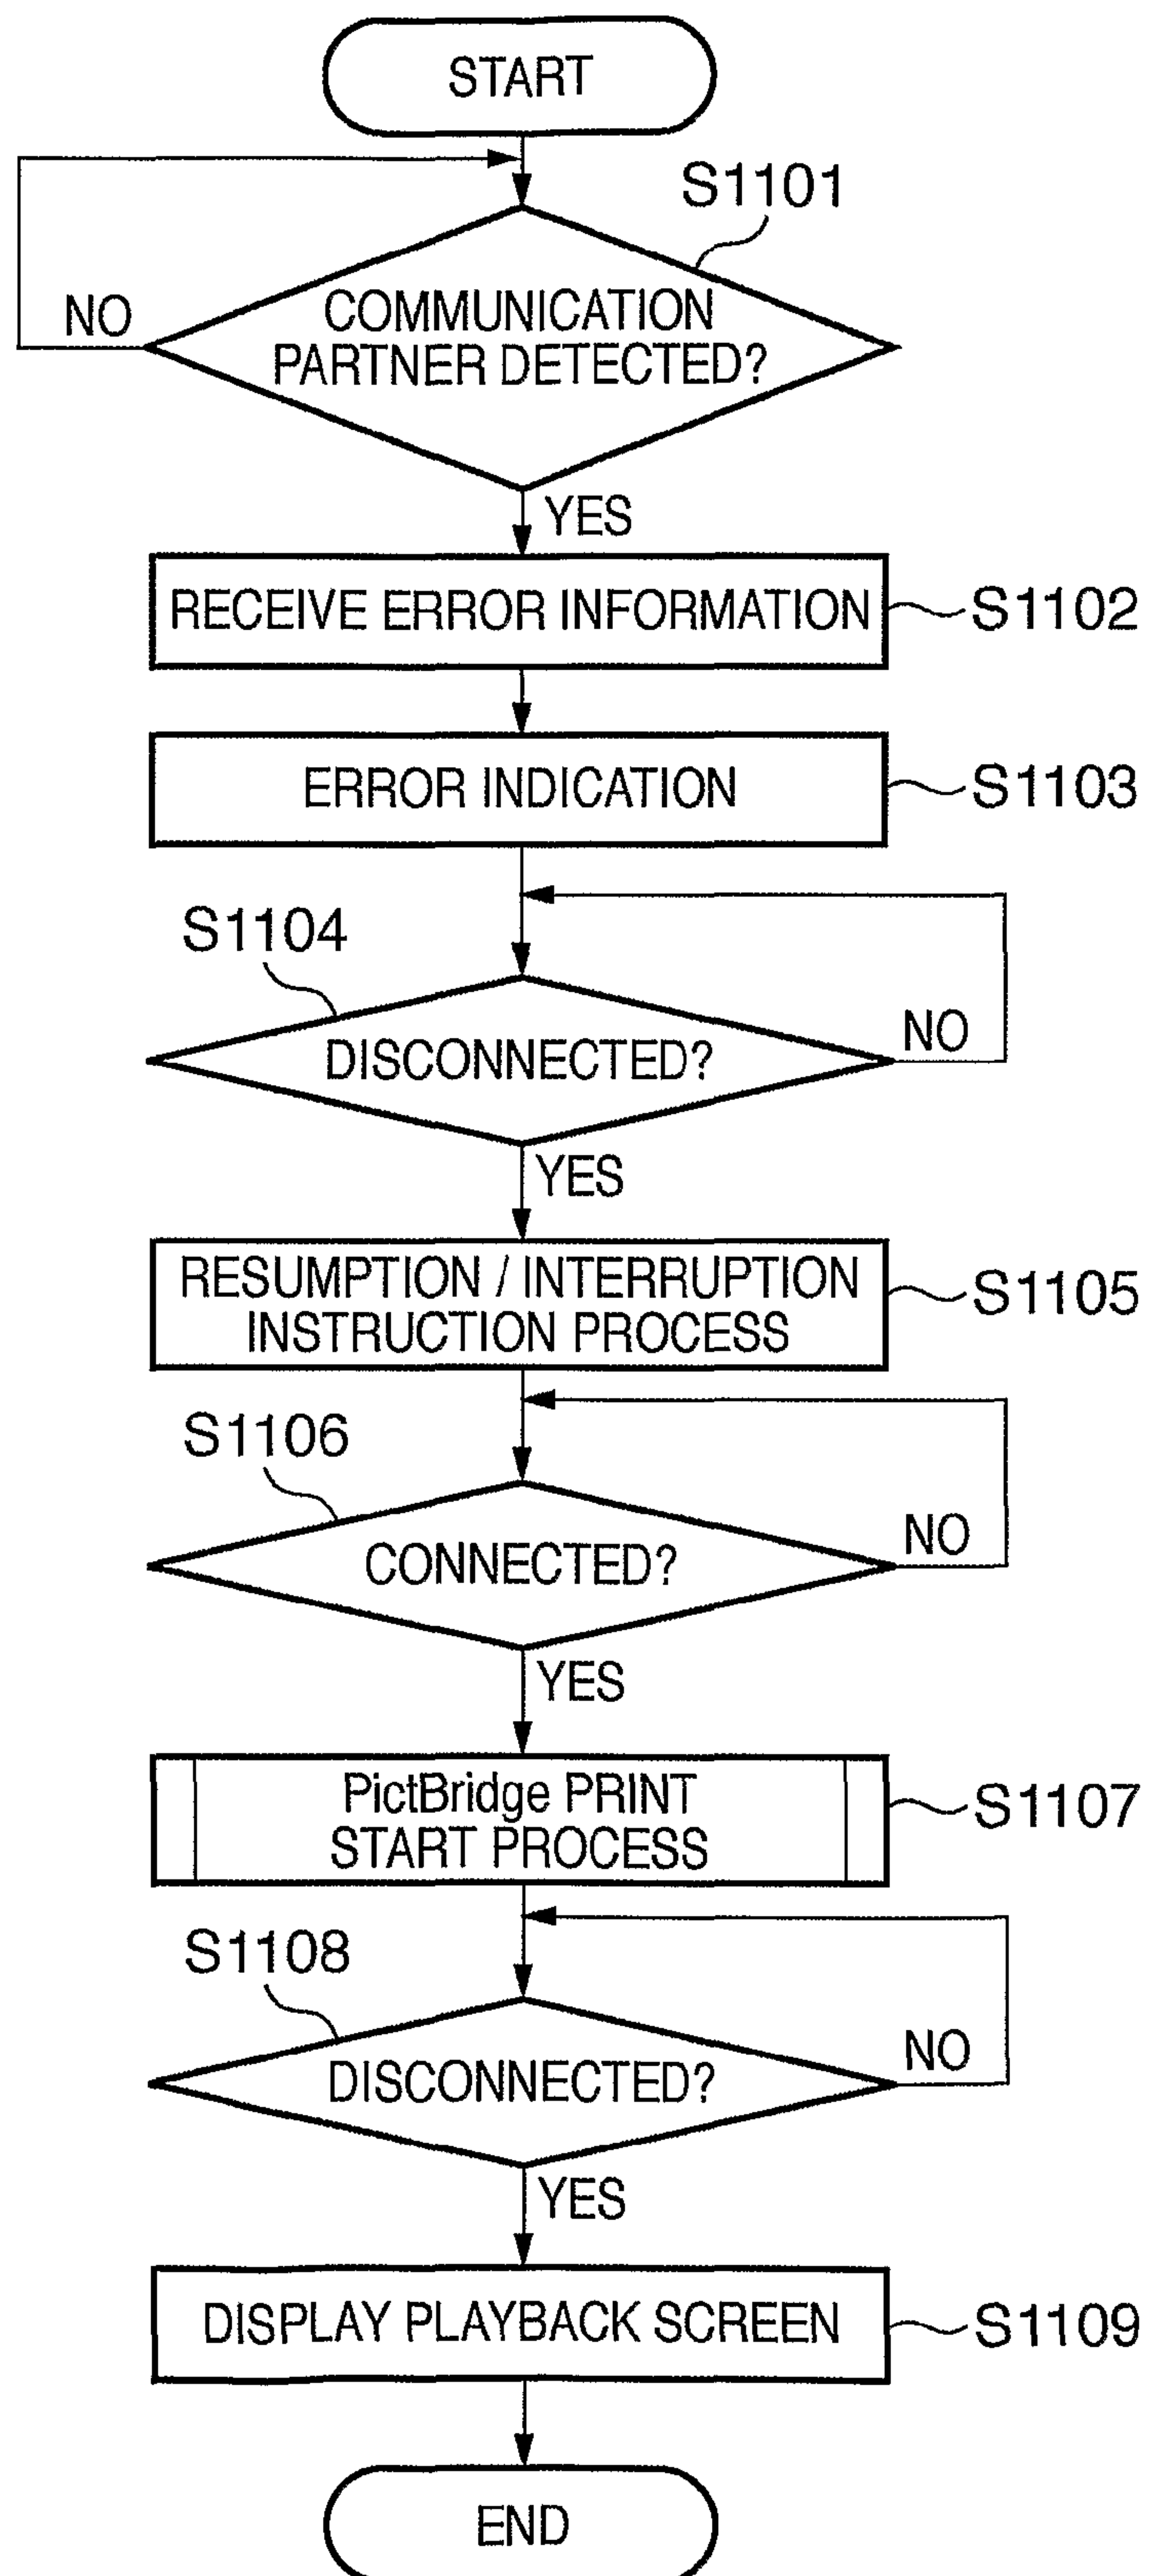 START
S1101
NO
COMMUNICATION
PARTNER DETECTED?
YES
RECEIVE ERROR INFORMATION
S1102
ERROR INDICATION
S1103
S1104
NO
DISCONNECTED?
YES
RESUMPTION / INTERRUPTION
INSTRUCTION PROCESS
S1105
S1106
NO
CONNECTED?
YES
PictBridge PRINT
START PROCESS
S1107
S1108
NO
DISCONNECTED?
YES
DISPLAY PLAYBACK SCREEN
S1109
END